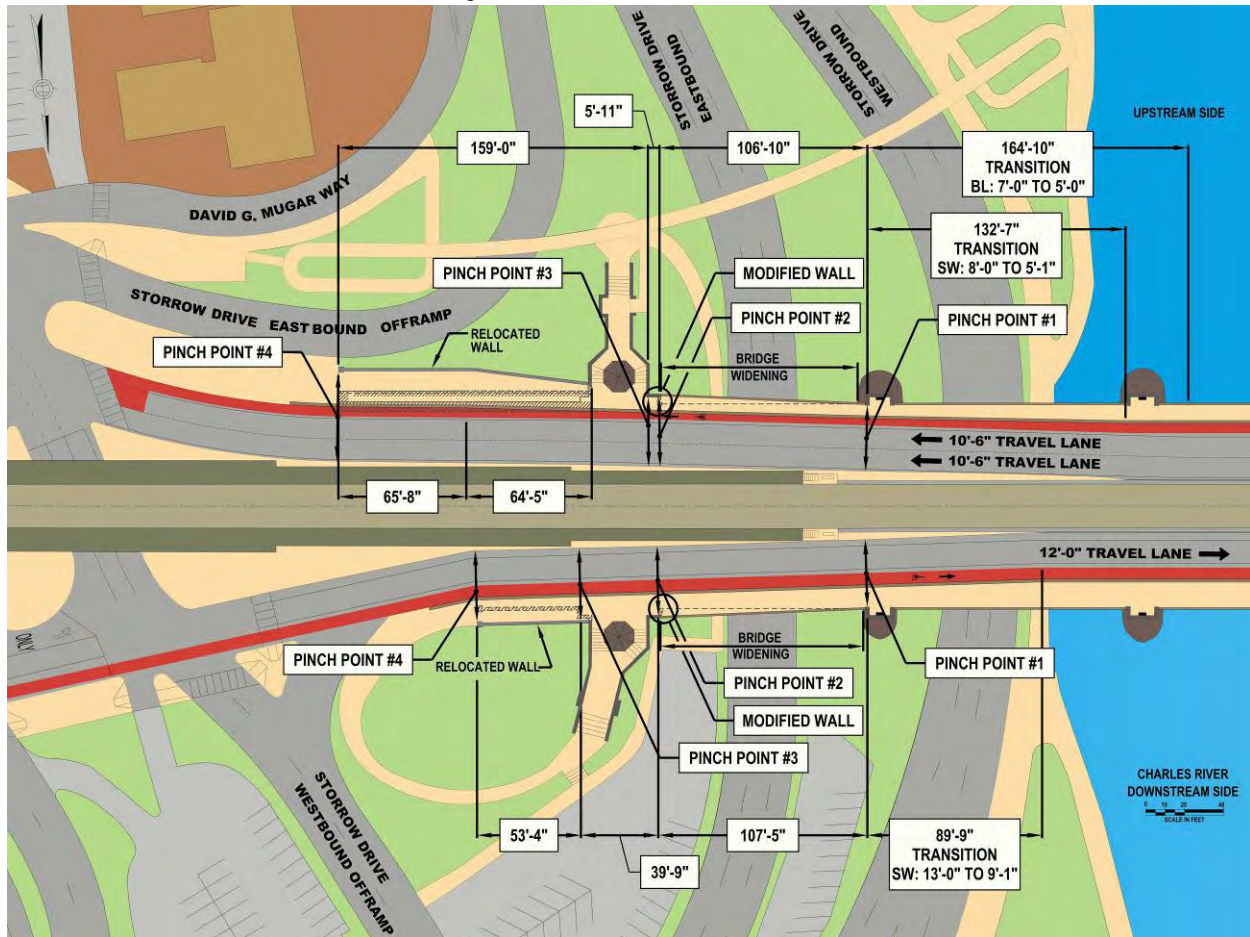 STORROW DRIVE
EASTBOUND
STORROW DRIVE
WESTBOUND
UPSTREAM SIDE
5'-11"
159'-0"
106'-10"
164'-10"
TRANSITION
BL: 7'-0" TO 5'-0"
DAVID G. MUGAR WAY
132'-7"
TRANSITION
SW: 8'-0" TO 5'-1"
PINCH POINT #3
MODIFIED WALL
STORROW DRIVE EASTBOUND OFFRAMP
PINCH POINT #2
PINCH POINT #1
RELOCATED
WALL
PINCH POINT #4
BRIDGE
WIDENING
10'-6" TRAVEL LANE
10'-6" TRAVEL LANE
65'-8"
64'-5"
12'-0" TRAVEL LANE
ONLY
PINCH POINT #4
RELOCATED WALL
BRIDGE
WIDENING
PINCH POINT #1
PINCH POINT #2
MODIFIED WALL
PINCH POINT #3
STORROW DRIVE
WESTBOUND OFFRAMP
CHARLES RIVER
DOWNSTREAM SIDE
0 10 20 40
SCALE IN FEET
53'-4"
107'-5"
89'-9"
TRANSITION
SW: 13'-0" TO 9'-1"
39'-9"